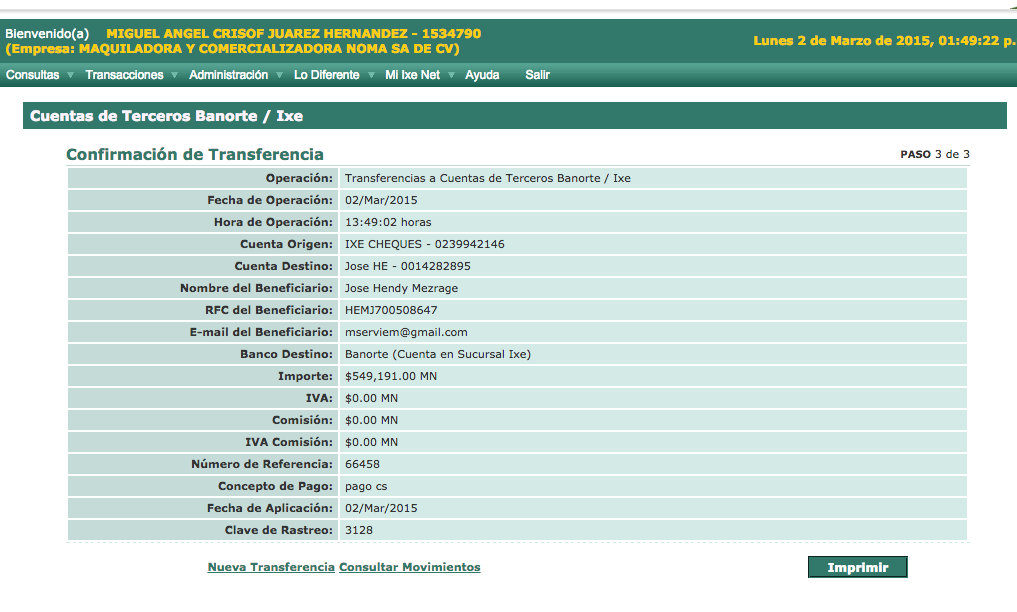 Bienvenido(a) MIGUEL ANGEL CRISOF JUAREZ HERNANDEZ - 1534790
(Empresa: MAQUILADORA Y COMERCIALIZADORA NOMA SA DE CV)
Lunes 2 de Marzo de 2015, 01:49:22 p.
Consultas Transacciones Administración Lo Diferente Mi Ixe Net Ayuda Salir
Cuentas de Terceros Banorte / Ixe
Confirmación de Transferencia PASO 3 de 3
Operación: Transferencias a Cuentas de Terceros Banorte / Ixe
Fecha de Operación: 02/Mar/2015
Hora de Operación: 13:49:02 horas
Cuenta Origen: IXE CHEQUES - 0239942146
Cuenta Destino: Jose HE - 0014282895
Nombre del Beneficiario: Jose Hendy Mezrage
RFC del Beneficiario: HEMJ700508647
E-mail del Beneficiario: mserviem@gmail.com
Banco Destino: Banorte (Cuenta en Sucursal Ixe)
Importe: $549,191.00 MN
IVA: $0.00 MN
Comisión: $0.00 MN
IVA Comisión: $0.00 MN
Número de Referencia: 66458
Concepto de Pago: pago cs
Fecha de Aplicación: 02/Mar/2015
Clave de Rastreo: 3128
Nueva Transferencia Consultar Movimientos Imprimir